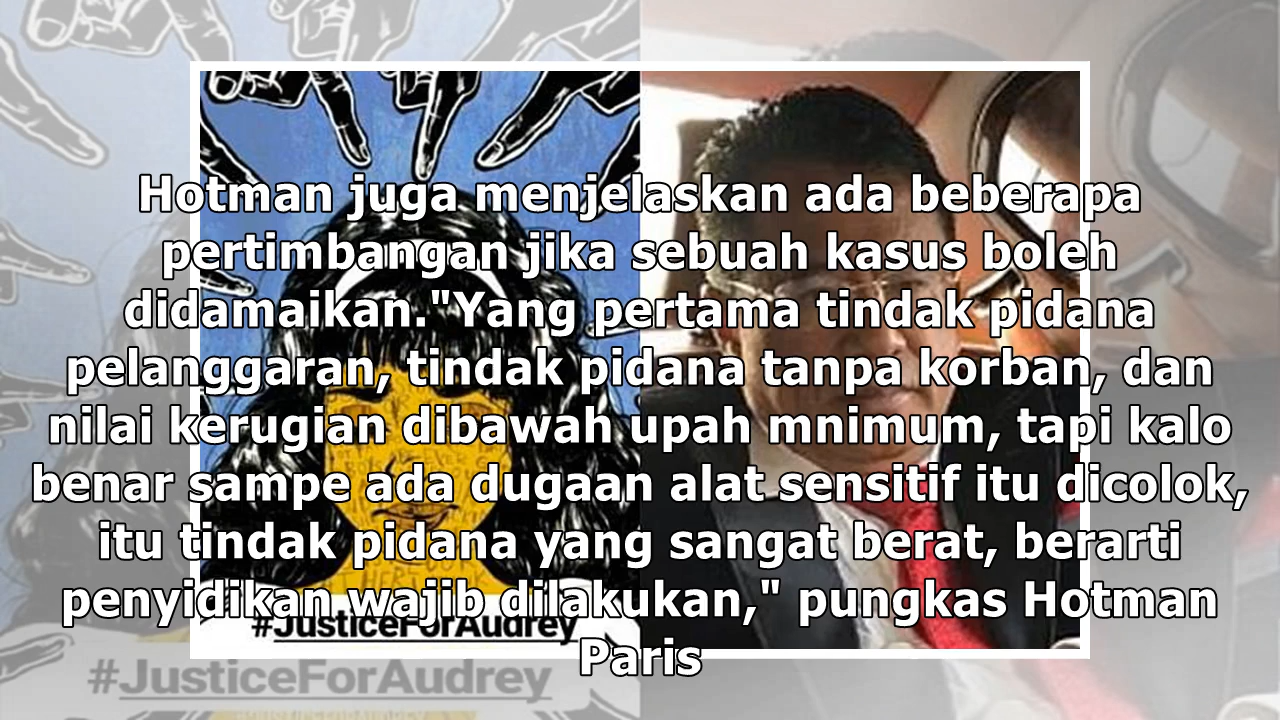 Hotman juga menjelaskan ada beberapa
pertimbangan jika sebuah kasus boleh
didamaikan."Yang pertama tindak pidana
pelanggaran, tindak pidana tanpa korban, dan
nilai kerugian dibawah upah mnimum, tapi kalo
benar sampe ada dugaan alat sensitif itu dicolok,
itu tindak pidana yang sangat berat, berarti
penyidikan wajib dilakukan," pungkas Hotman
Paris
#JusticeForAudrey
#JusticeForAudrey